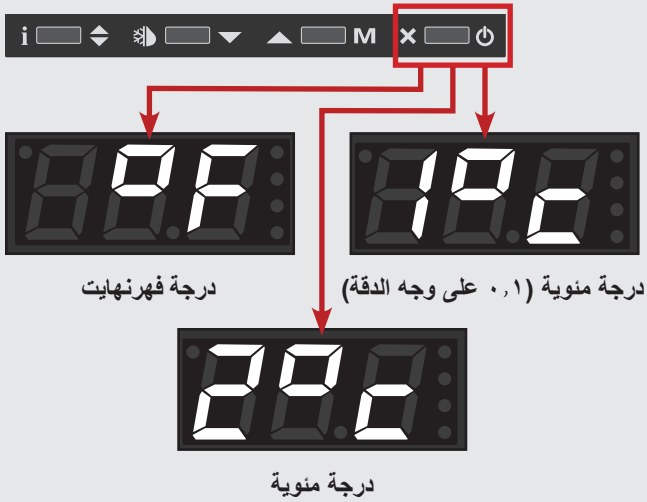 i M
°F
1°c
درجة فهرنهايت
درجة مئوية (٠,١ على وجه الدقة)
2°c
درجة مئوية